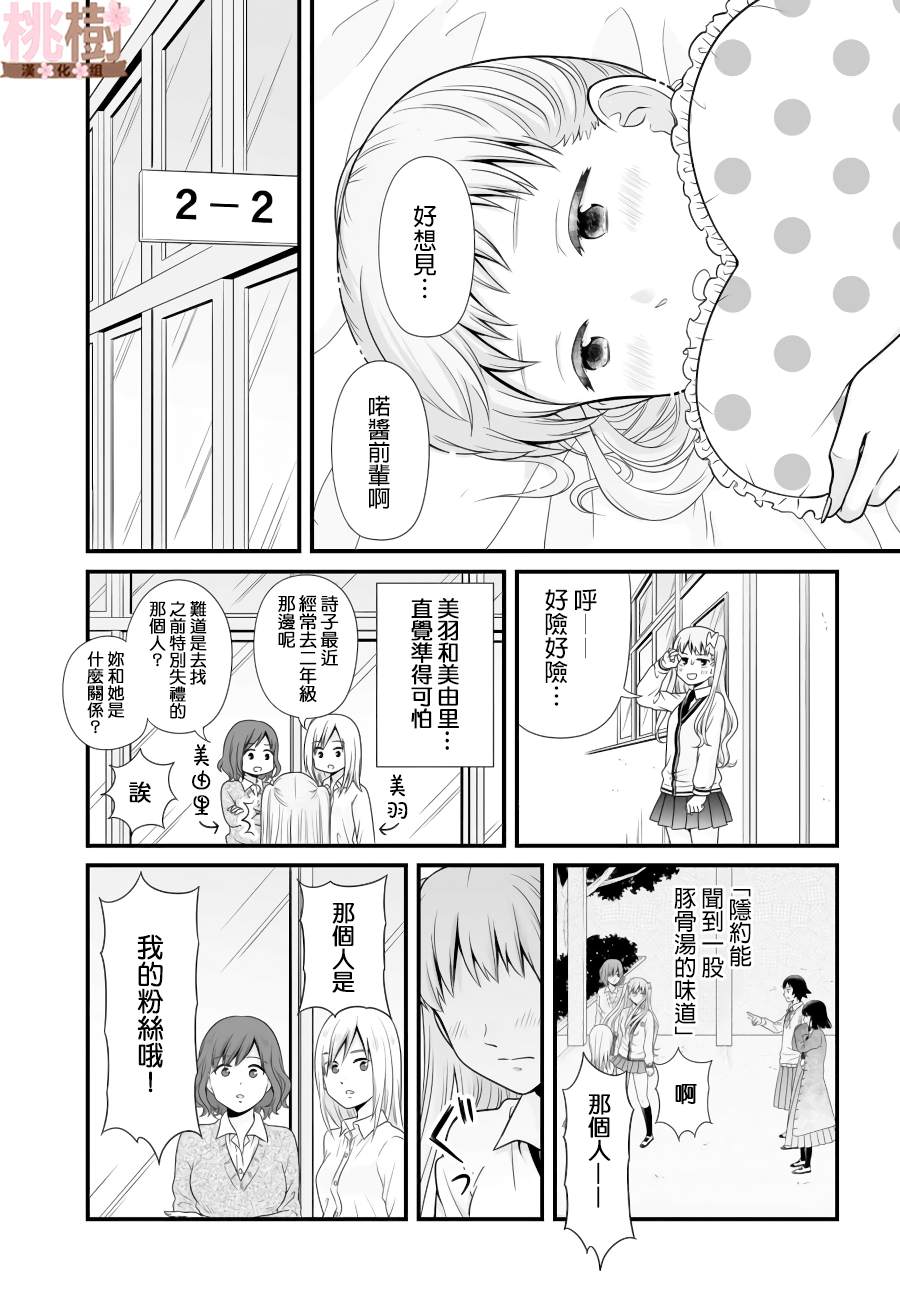 桃樹
漢化組
好想見…
喏醬前輩啊
2－2
呼——
好險好險…
美羽和美由里…
直覺準得可怕
詩子最近
經常去二年級
那邊呢
難道是去找
之前特別失禮的
那個人？
妳和她是
什麼關係？
誒
美羽
美由里
「隱約能
聞到一股
豚骨湯的味道」
啊
那個人——
那個人是
我的粉絲哦！